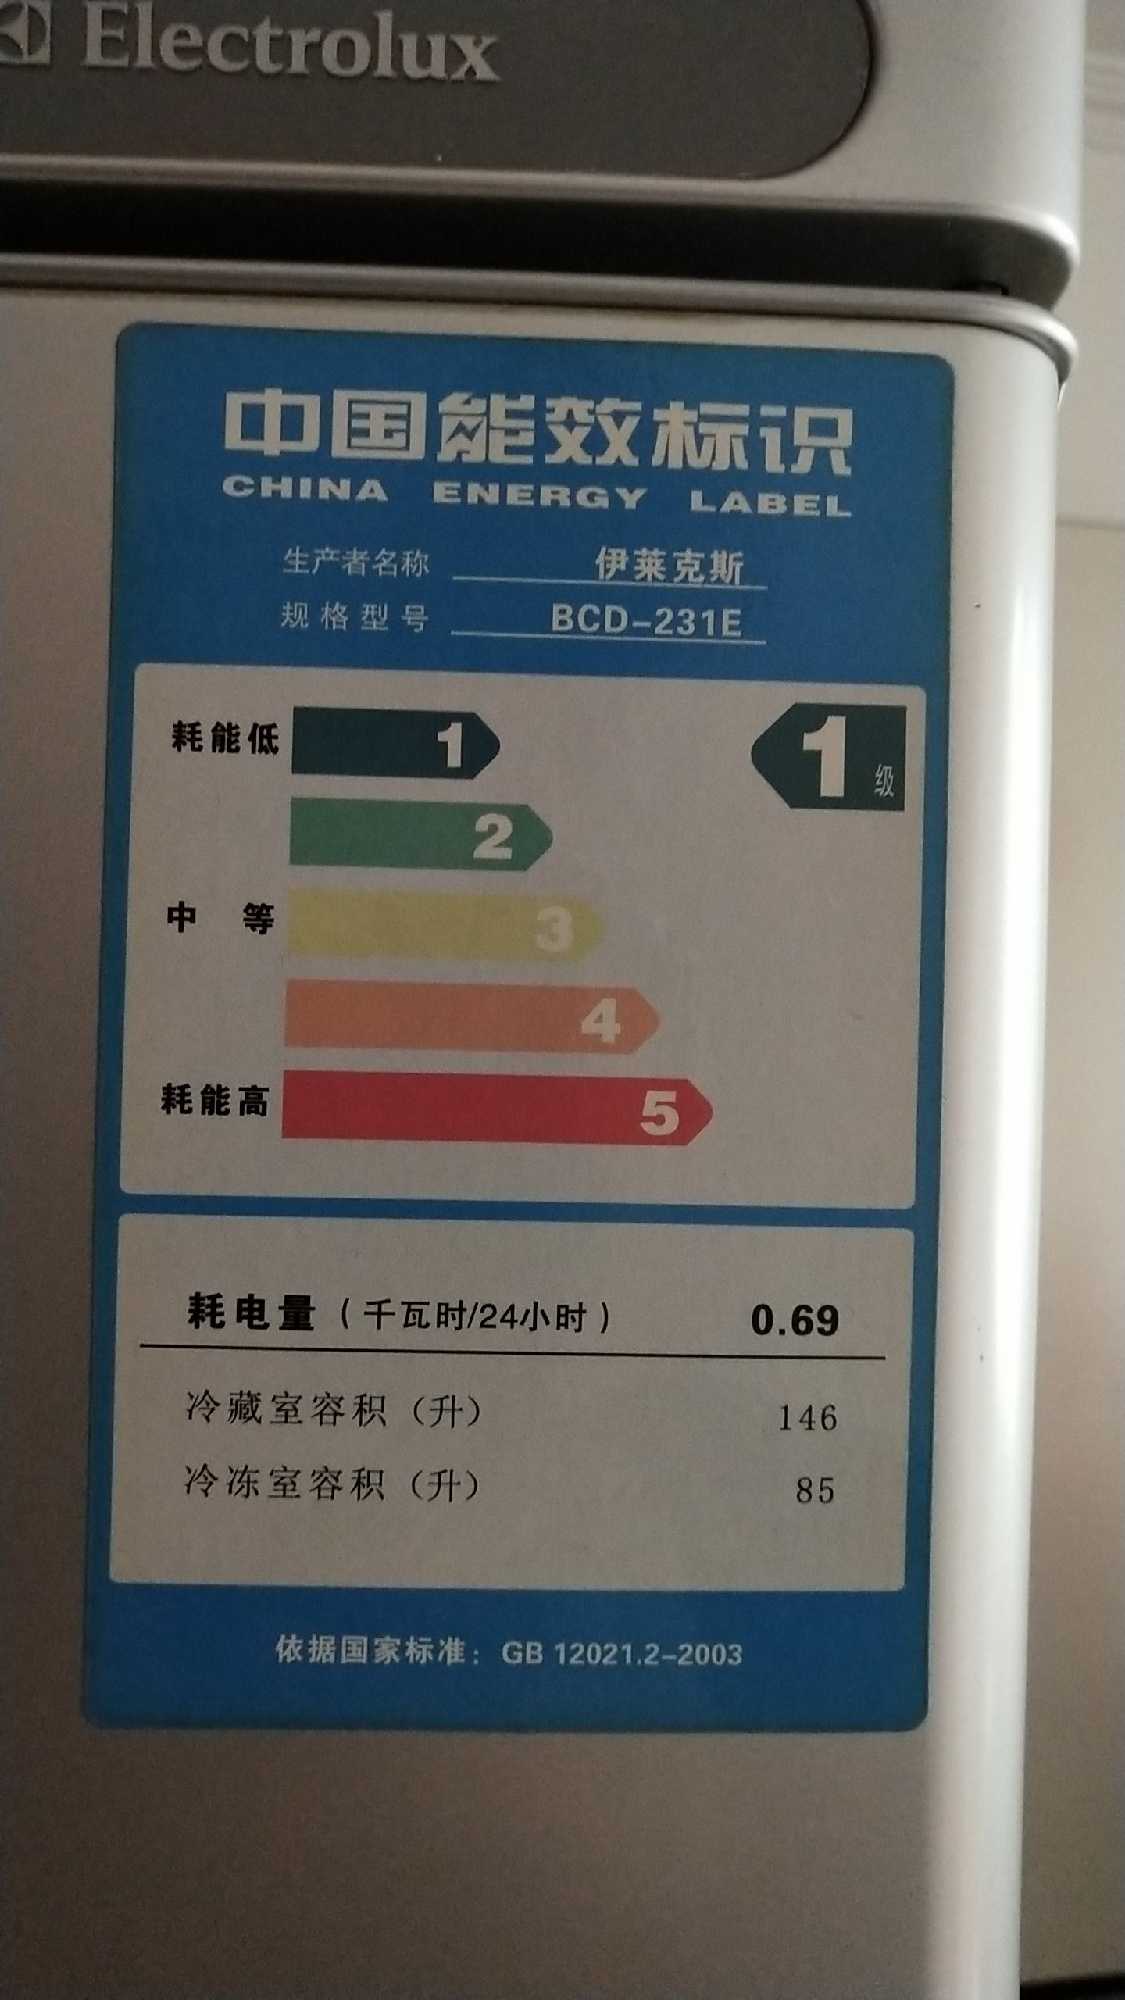 Electrolux
中国能效标识
CHINA ENERGY LABEL
生产者名称 伊莱克斯
规格型号 BCD-231E
耗能低 1 1级
2
中 等 3
4
耗能高 5
耗电量（千瓦时/24小时） 0.69
冷藏室容积（升） 146
冷冻室容积（升） 85
依据国家标准：GB 12021.2-2003